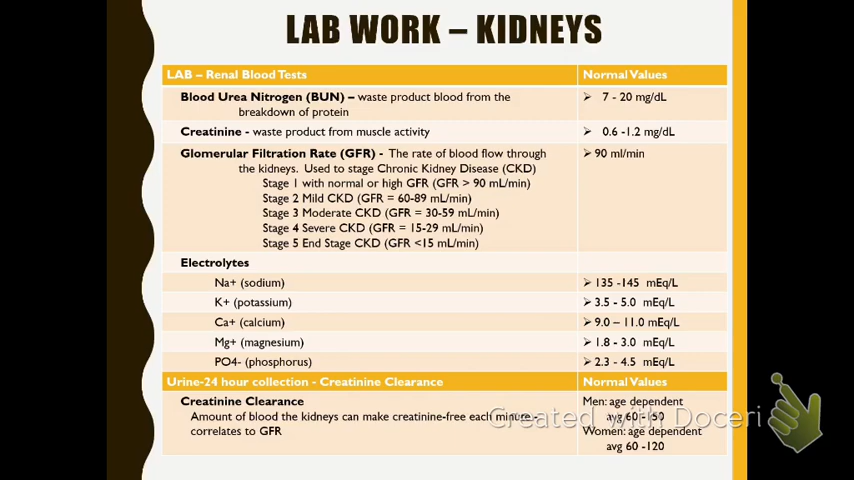 LAB WORK – KIDNEYS
LAB – Renal Blood Tests Normal Values
Blood Urea Nitrogen (BUN) – waste product blood from the ➢ 7 - 20 mg/dL
breakdown of protein
Creatinine - waste product from muscle activity ➢ 0.6 -1.2 mg/dL
Glomerular Filtration Rate (GFR) - The rate of blood flow through ➢ 90 ml/min
the kidneys. Used to stage Chronic Kidney Disease (CKD)
Stage 1 with normal or high GFR (GFR > 90 mL/min)
Stage 2 Mild CKD (GFR = 60-89 mL/min)
Stage 3 Moderate CKD (GFR = 30-59 mL/min)
Stage 4 Severe CKD (GFR = 15-29 mL/min)
Stage 5 End Stage CKD (GFR <15 mL/min)
Electrolytes
Na+ (sodium) ➢ 135 -145 mEq/L
K+ (potassium) ➢ 3.5 - 5.0 mEq/L
Ca+ (calcium) ➢ 9.0 – 11.0 mEq/L
Mg+ (magnesium) ➢ 1.8 - 3.0 mEq/L
PO4- (phosphorus) ➢ 2.3 - 4.5 mEq/L
Urine-24 hour collection - Creatinine Clearance Normal Values
Creatinine Clearance Men: age dependent
Amount of blood the kidneys can make creatinine-free each minute - avg 60 -
correlates to GFR Women: age dependent
avg 60 -120
Created with Doceri